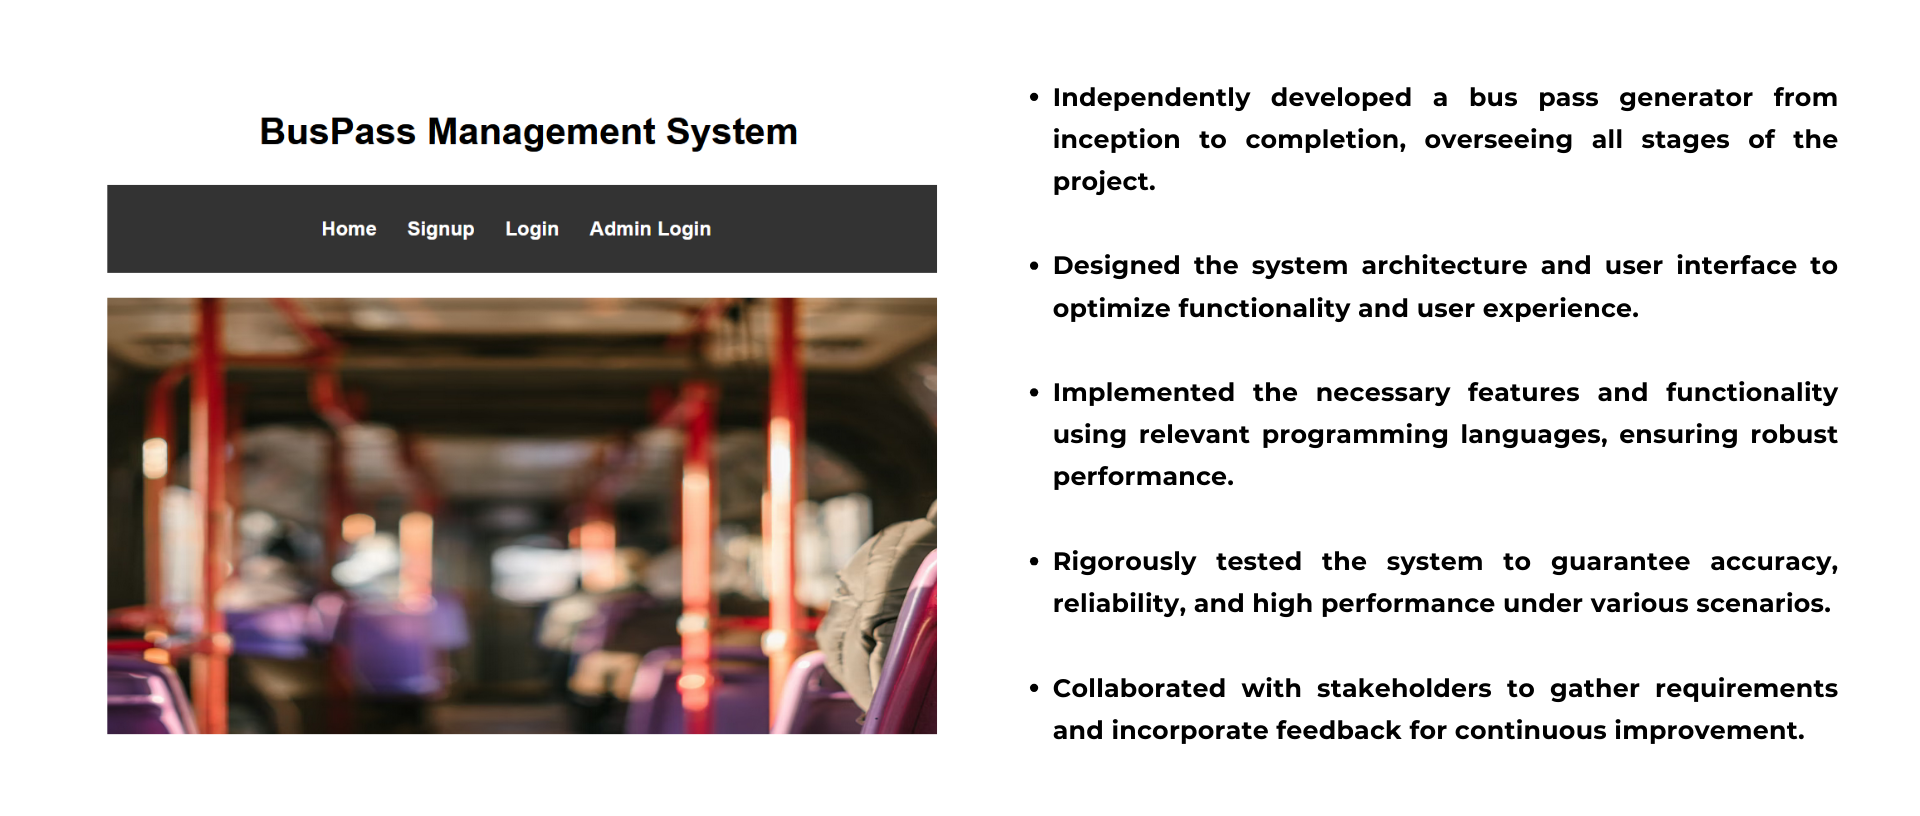 BusPass Management System
Home Signup Login Admin Login
• Independently developed a bus pass generator from
inception to completion, overseeing all stages of the
project.
• Designed the system architecture and user interface to
optimize functionality and user experience.
• Implemented the necessary features and functionality
using relevant programming languages, ensuring robust
performance.
• Rigorously tested the system to guarantee accuracy,
reliability, and high performance under various scenarios.
• Collaborated with stakeholders to gather requirements
and incorporate feedback for continuous improvement.